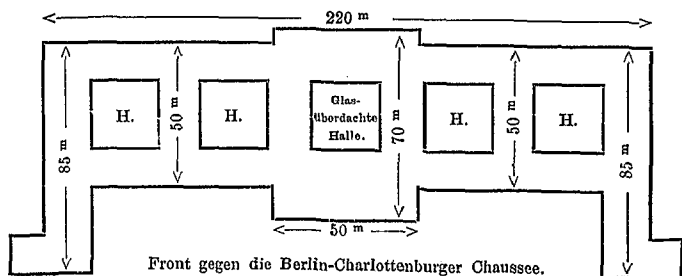 220 m
85 m
50 m
70 m
50 m
85 m
H.
H.
Glas-
überdachte
Halle.
H.
H.
50 m
Front gegen die Berlin-Charlottenburger Chaussee.